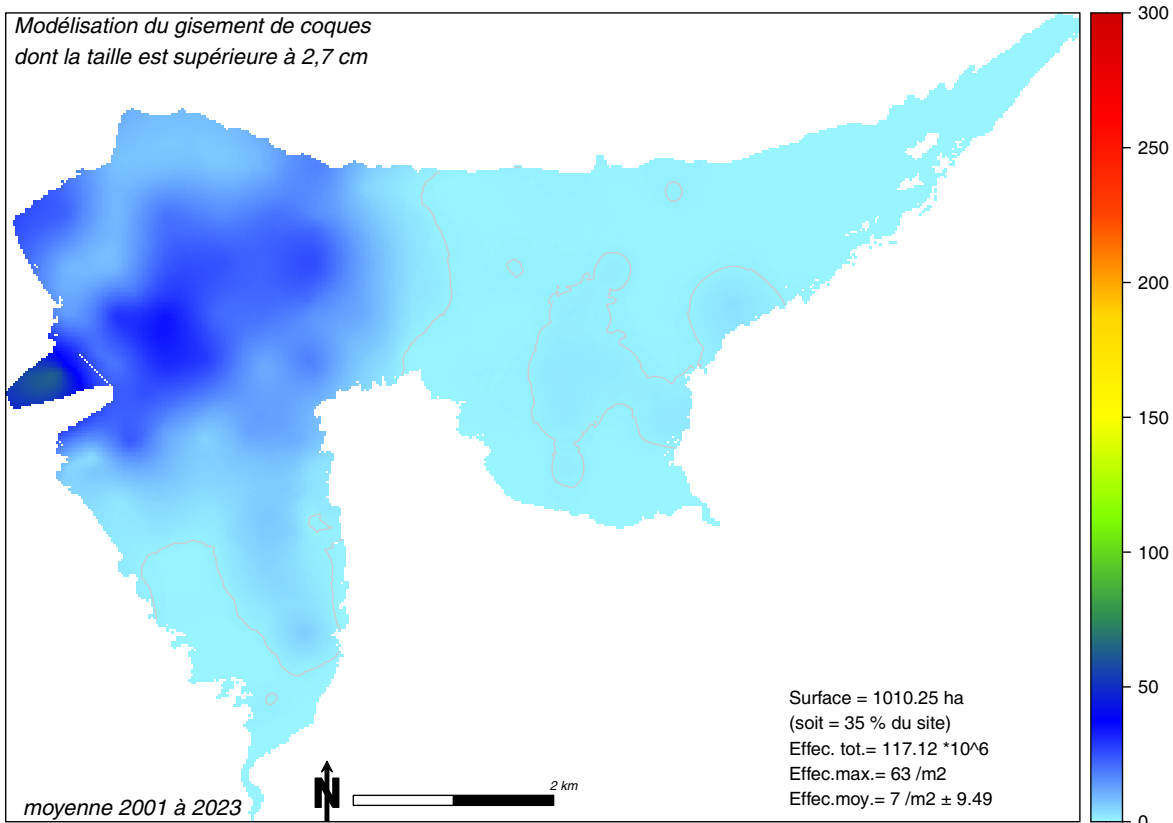 Modélisation du gisement de coques
dont la taille est supérieure à 2,7 cm
300
250
200
150
100
50
0
Surface = 1010.25 ha
(soit = 35 % du site)
Effec. tot.= 117.12 *10^6
Effec.max.= 63 /m2
Effec.moy.= 7 /m2 ± 9.49
N
2 km
moyenne 2001 à 2023